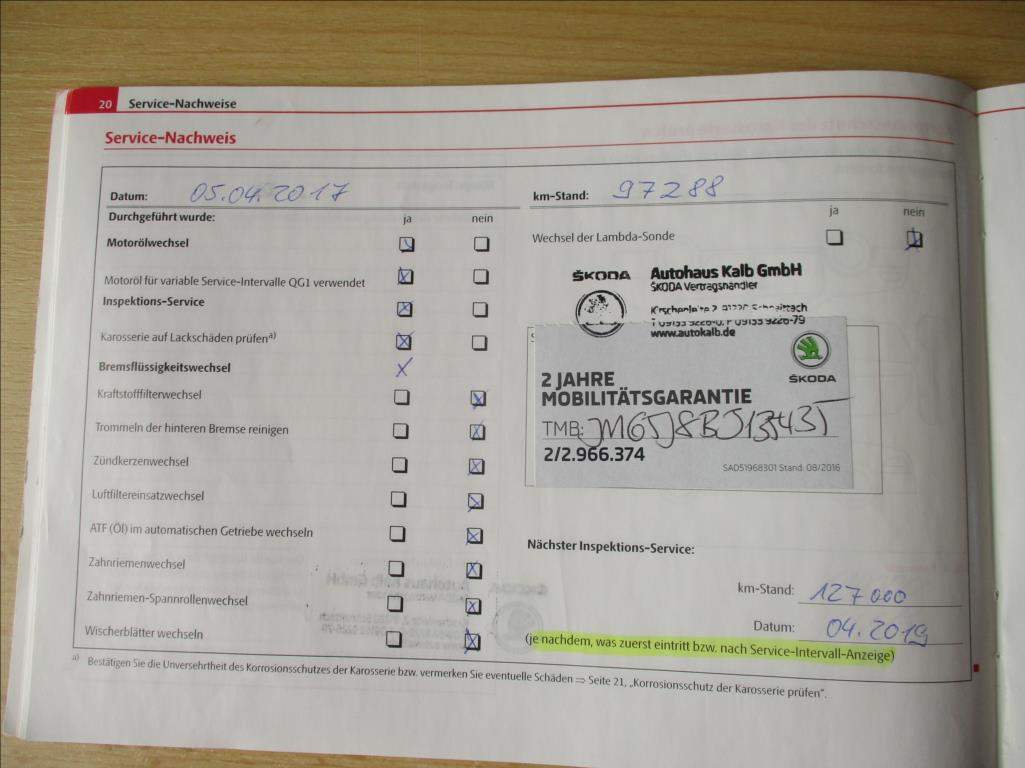 20 Service-Nachweise
Service-Nachweis
Datum: 05.04.2017
km-Stand: 97288
Durchgeführt wurde: ja nein
ja nein
Motorölwechsel
Wechsel der Lambda-Sonde
Motoröl für variable Service-Intervalle QG1 verwendet
Inspektions-Service
Karosserie auf Lackschäden prüfen a)
Bremsflüssigkeitswechsel
Kraftstofffilterwechsel
Trommeln der hinteren Bremse reinigen
Zündkerzenwechsel
Luftfiltereinsatzwechsel
ATF (Öl) im automatischen Getriebe wechseln
Zahnriemenwechsel
Zahnriemen-Spannrollenwechsel
Wischerblätter wechseln
ŠKODA Autohaus Kalb GmbH
ŠKODA Vertragshändler
www.autokalb.de
ŠKODA
2 JAHRE
MOBILITÄTSGARANTIE
TMB:
2/2.966.374
SAD51968301 Stand: 08/2016
Nächster Inspektions-Service:
km-Stand: 127000
Datum: 04.2019
(je nachdem, was zuerst eintritt bzw. nach Service-Intervall-Anzeige)
a) Bestätigen Sie die Unversehrtheit des Korrosionsschutzes der Karosserie bzw. vermerken Sie eventuelle Schäden ⇒ Seite 21, „Korrosionsschutz der Karosserie prüfen“.